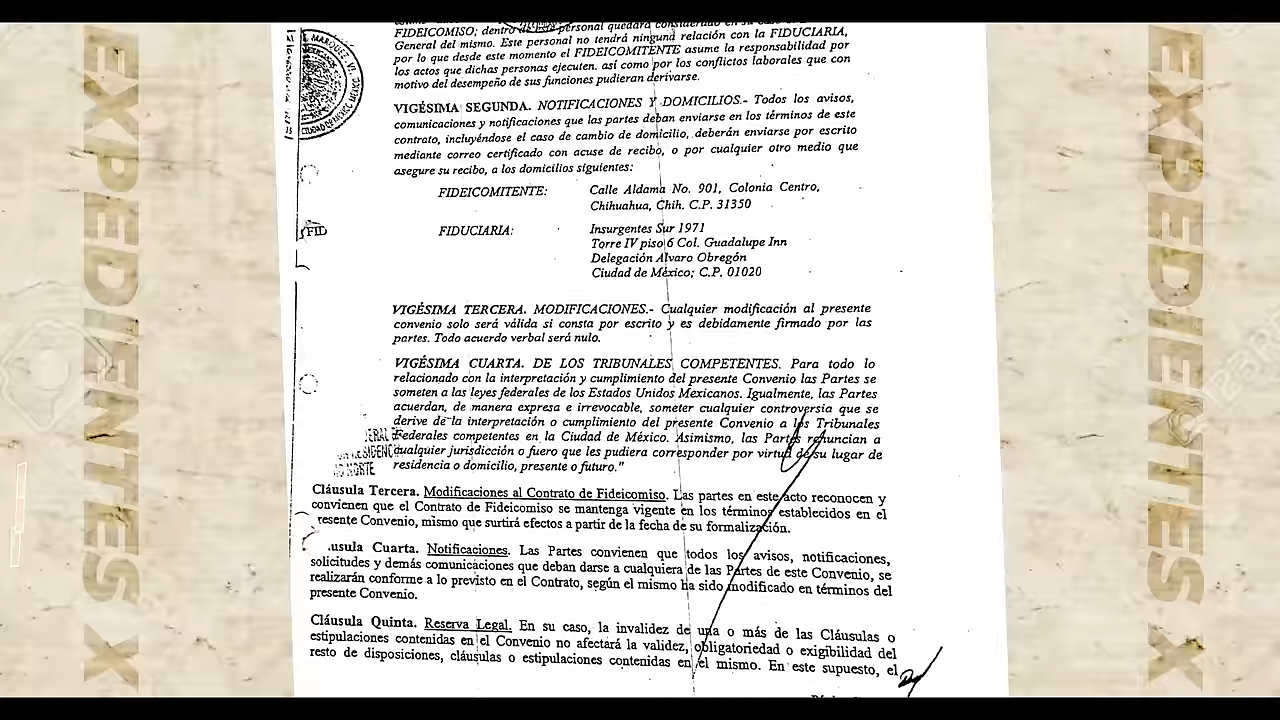 FIDEICOMISO; dentro de personal quedará considerado en su caso el
General del mismo. Este personal no tendrá ninguna relación con la FIDUCIARIA,
por lo que desde este momento el FIDEICOMITENTE asume la responsabilidad por
los actos que dichas personas ejecuten. así como por los conflictos laborales que con
motivo del desempeño de sus funciones pudieran derivarse.
VIGÉSIMA SEGUNDA. NOTIFICACIONES Y DOMICILIOS.- Todos los avisos,
comunicaciones y notificaciones que las partes deban enviarse en los términos de este
contrato, incluyéndose el caso de cambio de domicilio, deberán enviarse por escrito
mediante correo certificado con acuse de recibo, o por cualquier otro medio que
asegure su recibo, a los domicilios siguientes:
FIDEICOMITENTE: Calle Aldama No. 901, Colonia Centro,
Chihuahua, Chih. C.P. 31350
FID
FIDUCIARIA: Insurgentes Sur 1971
Torre IV piso 6 Col. Guadalupe Inn
Delegación Alvaro Obregón
Ciudad de México; C.P. 01020
VIGÉSIMA TERCERA. MODIFICACIONES.- Cualquier modificación al presente
convenio solo será válida si consta por escrito y es debidamente firmado por las
partes. Todo acuerdo verbal será nulo.
VIGÉSIMA CUARTA. DE LOS TRIBUNALES COMPETENTES. Para todo lo
relacionado con la interpretación y cumplimiento del presente Convenio las Partes se
someten a las leyes federales de los Estados Unidos Mexicanos. Igualmente, las Partes
acuerdan, de manera expresa e irrevocable, someter cualquier controversia que se
derive de la interpretación o cumplimiento del presente Convenio a los Tribunales
Federales competentes en la Ciudad de México. Asimismo, las Partes renuncian a
cualquier jurisdicción o fuero que les pudiera corresponder por virtud de su lugar de
residencia o domicilio, presente o futuro."
Cláusula Tercera. Modificaciones al Contrato de Fideicomiso. Las partes en este acto reconocen y
convienen que el Contrato de Fideicomiso se mantenga vigente en los términos establecidos en el
resente Convenio, mismo que surtirá efectos a partir de la fecha de su formalización.
usula Cuarta. Notificaciones. Las Partes convienen que todos los avisos, notificaciones,
solicitudes y demás comunicaciones que deban darse a cualquiera de las Partes de este Convenio, se
realizarán conforme a lo previsto en el Contrato, según el mismo ha sido modificado en términos del
presente Convenio.
Cláusula Quinta. Reserva Legal. En su caso, la invalidez de una o más de las Cláusulas o
estipulaciones contenidas en el Convenio no afectará la validez, obligatoriedad o exigibilidad del
resto de disposiciones, cláusulas o estipulaciones contenidas en el mismo. En este supuesto, el
EXPEDIENTES X
EXPEDIENTES X